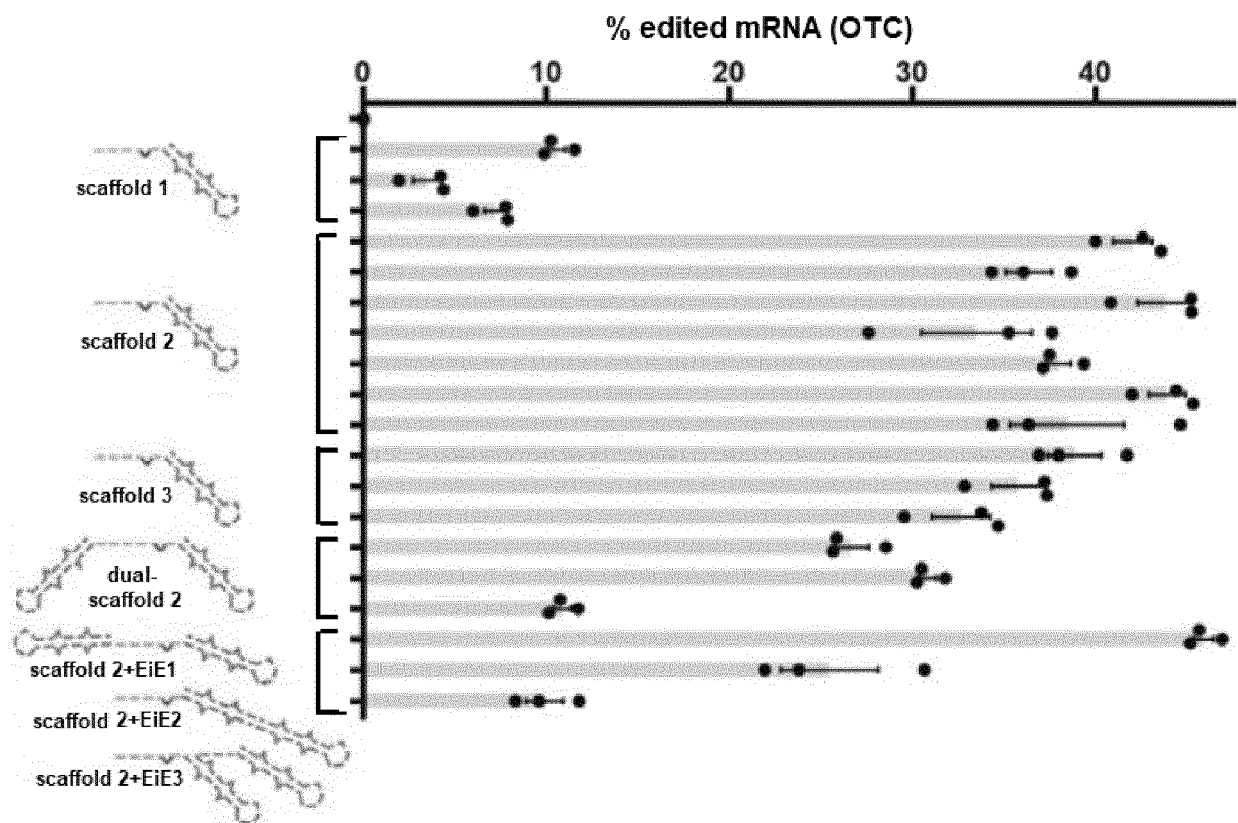 % edited mRNA (OTC)
0 10 20 30 40
scaffold 1
scaffold 2
scaffold 3
dual-
scaffold 2
scaffold 2+EiE1
scaffold 2+EiE2
scaffold 2+EiE3